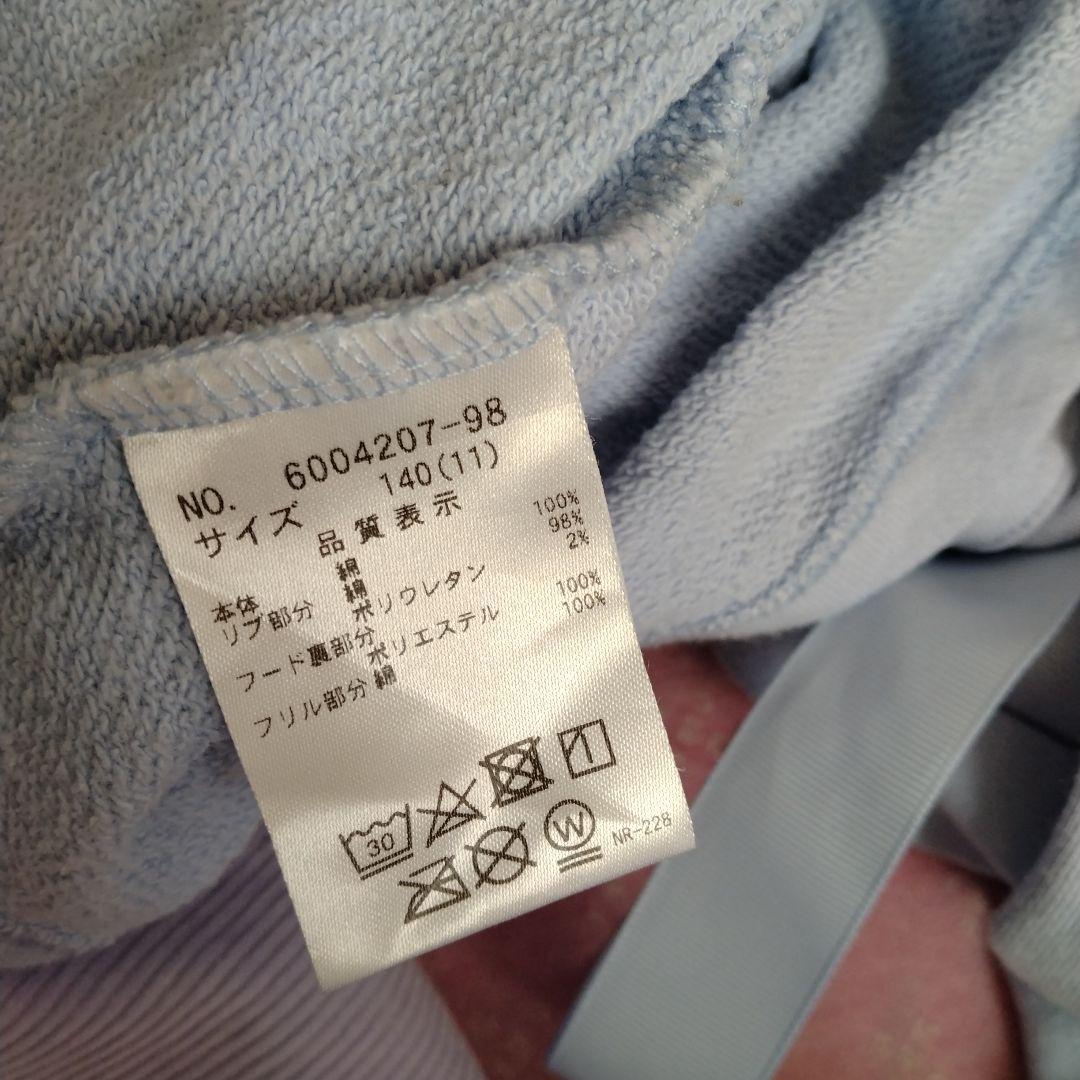 NO. 6004207-98
サイズ 140(11)
品質表示
本体 綿 100%
リブ部分 綿 98%
ポリウレタン 2%
フード裏部分 ポリエステル 100%
フリル部分 綿 100%
30
W
NR-228